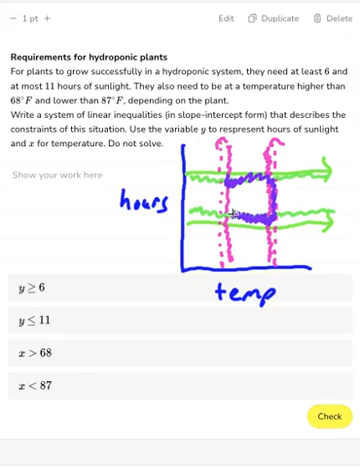 1 pt
Edit
Duplicate
Delete
Requirements for hydroponic plants
For plants to grow successfully in a hydroponic system, they need at least 6 and
at most 11 hours of sunlight. They also need to be at a temperature higher than
68°F and lower than 87°F, depending on the plant.
Write a system of linear inequalities (in slope-intercept form) that describes the
constraints of this situation. Use the variable y to respresent hours of sunlight
and x for temperature. Do not solve.
Show your work here
hours
temp
y ≥ 6
y ≤ 11
x > 68
x < 87
Check